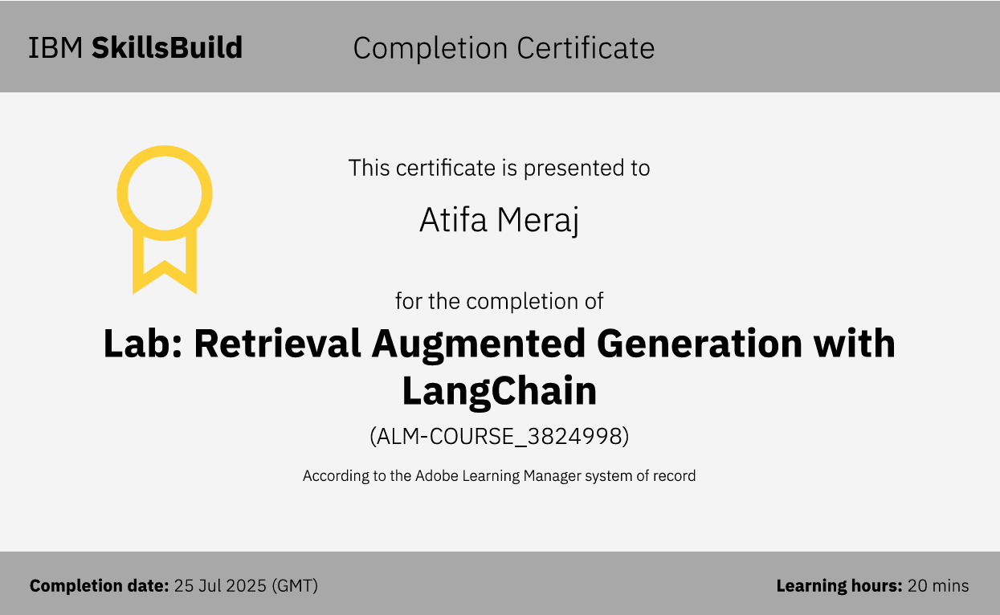 IBM SkillsBuild
Completion Certificate
This certificate is presented to
Atifa Meraj
for the completion of
Lab: Retrieval Augmented Generation with
LangChain
(ALM-COURSE_3824998)
According to the Adobe Learning Manager system of record
Completion date: 25 Jul 2025 (GMT)
Learning hours: 20 mins